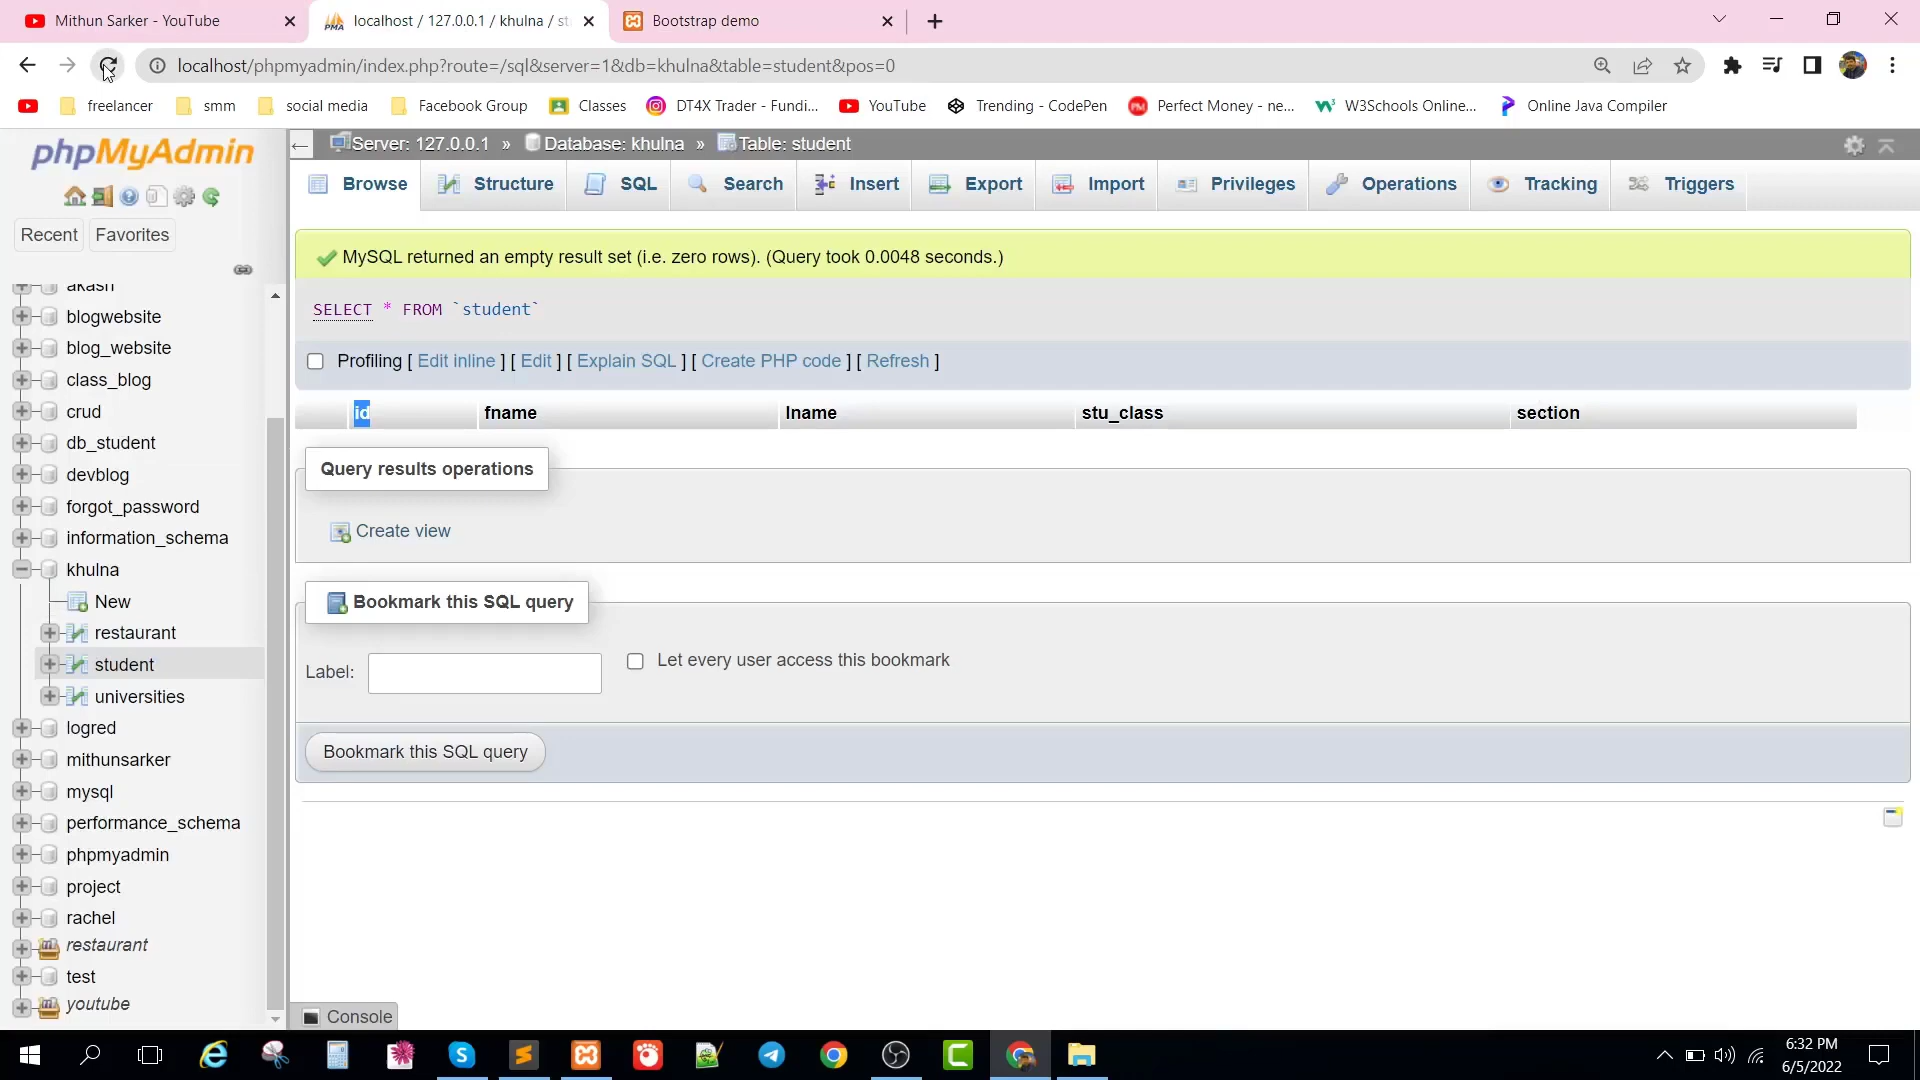 Mithun Sarker - YouTube
localhost / 127.0.0.1 / khulna / st
Bootstrap demo
localhost/phpmyadmin/index.php?route=/sql&server=1&db=khulna&table=student&pos=0
freelancer
smm
social media
Facebook Group
Classes
DT4X Trader - Fundi...
YouTube
Trending - CodePen
Perfect Money - ne...
W3Schools Online...
Online Java Compiler
phpMyAdmin
Server: 127.0.0.1 » Database: khulna » Table: student
Browse
Structure
SQL
Search
Insert
Export
Import
Privileges
Operations
Tracking
Triggers
Recent
Favorites
akash
blogwebsite
blog_website
class_blog
crud
db_student
devblog
forgot_password
information_schema
khulna
New
restaurant
student
universities
logred
mithunsarker
mysql
performance_schema
phpmyadmin
project
rachel
restaurant
test
youtube
MySQL returned an empty result set (i.e. zero rows). (Query took 0.0048 seconds.)
SELECT * FROM `student`
Profiling [ Edit inline ] [ Edit ] [ Explain SQL ] [ Create PHP code ] [ Refresh ]
id fname lname stu_class section
Query results operations
Create view
Bookmark this SQL query
Label:
Let every user access this bookmark
Bookmark this SQL query
Console
6:32 PM
6/5/2022